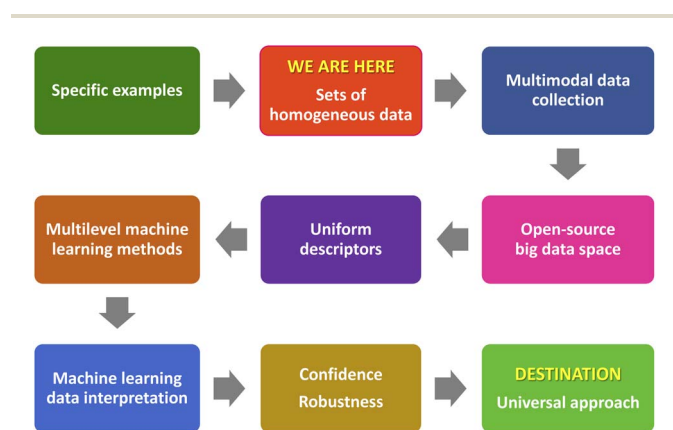 Specific examples
WE ARE HERE
Sets of
homogeneous data
Multimodal data
collection
Open-source
big data space
Uniform
descriptors
Multilevel machine
learning methods
Machine learning
data interpretation
Confidence
Robustness
DESTINATION
Universal approach